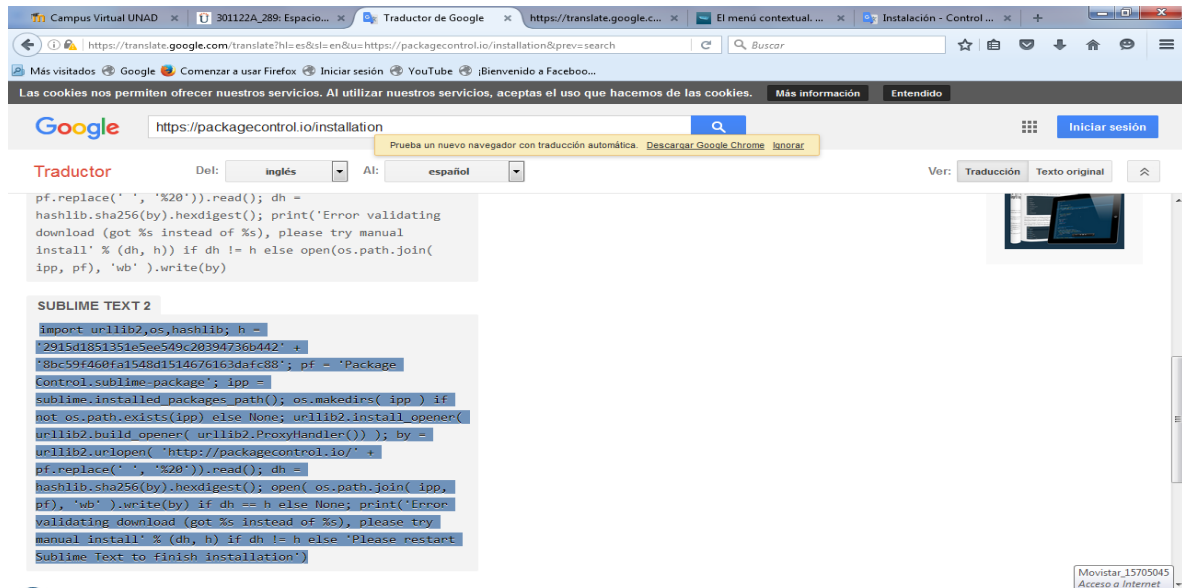 Campus Virtual UNAD × 301122A_289: Espacio... × Traductor de Google × https://translate.google.c... × El menú contextual. ... × Instalación - Control ... × +
https://translate.google.com/translate?hl=es&sl=en&u=https://packagecontrol.io/installation&prev=search Buscar
Más visitados Google Comenzar a usar Firefox Iniciar sesión YouTube ¡Bienvenido a Faceboo...
Las cookies nos permiten ofrecer nuestros servicios. Al utilizar nuestros servicios, aceptas el uso que hacemos de las cookies. Más información Entendido
Google https://packagecontrol.io/installation Iniciar sesión
Prueba un nuevo navegador con traducción automática. Descargar Google Chrome Ignorar
Traductor Del: inglés Al: español Ver: Traducción Texto original
pf.replace(' ', '%20')).read(); dh =
hashlib.sha256(by).hexdigest(); print('Error validating
download (got %s instead of %s), please try manual
install' % (dh, h)) if dh != h else open(os.path.join(
ipp, pf), 'wb' ).write(by)
SUBLIME TEXT 2
import urllib2,os,hashlib; h =
'2915d1851351e5ee549c20394736b442' +
'8bc59f460fa1548d1514676163dafc88'; pf = 'Package
Control.sublime-package'; ipp =
sublime.installed_packages_path(); os.makedirs( ipp ) if
not os.path.exists(ipp) else None; urllib2.install_opener(
urllib2.build_opener( urllib2.ProxyHandler()) ); by =
urllib2.urlopen( 'http://packagecontrol.io/' +
pf.replace(' ', '%20')).read(); dh =
hashlib.sha256(by).hexdigest(); open( os.path.join( ipp,
pf), 'wb' ).write(by) if dh == h else None; print('Error
validating download (got %s instead of %s), please try
manual install' % (dh, h) if dh != h else 'Please restart
Sublime Text to finish installation')
Movistar_15705045
Acceso a Internet